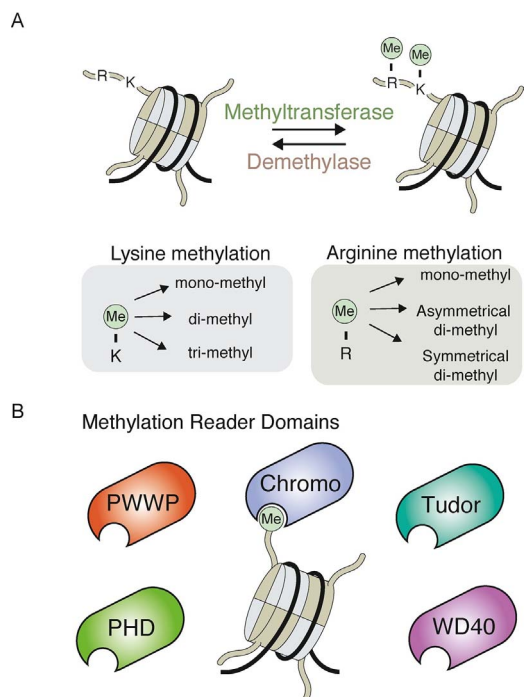 A
R
K
Me
Me
R
K
Methyltransferase
Demethylase
Lysine methylation
Me
K
mono-methyl
di-methyl
tri-methyl
Arginine methylation
Me
R
mono-methyl
Asymmetrical
di-methyl
Symmetrical
di-methyl
B
Methylation Reader Domains
PWWP
Chromo
Me
Tudor
PHD
WD40